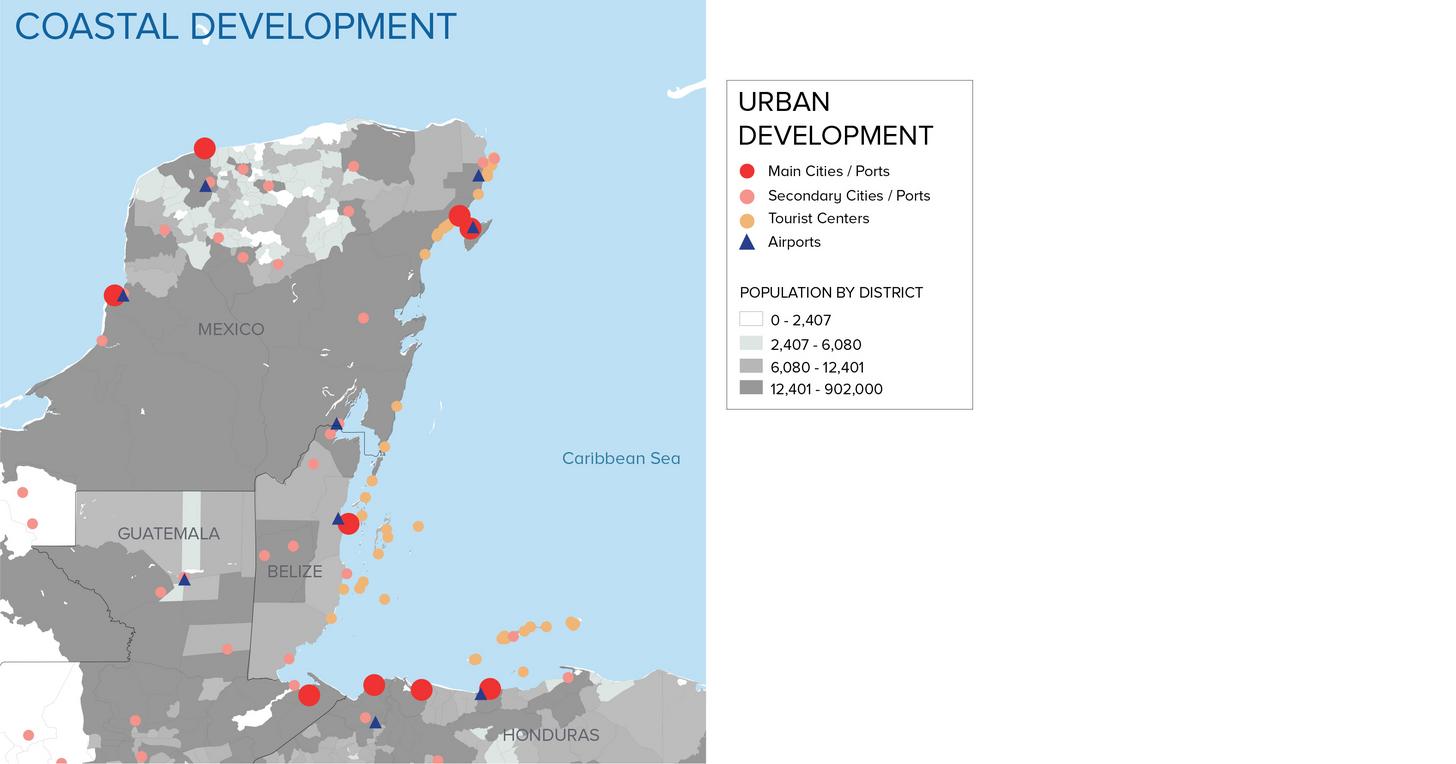 COASTAL DEVELOPMENT
MEXICO
Caribbean Sea
GUATEMALA
BELIZE
HONDURAS
URBAN
DEVELOPMENT
Main Cities / Ports
Secondary Cities / Ports
Tourist Centers
Airports
POPULATION BY DISTRICT
0 - 2,407
2,407 - 6,080
6,080 - 12,401
12,401 - 902,000